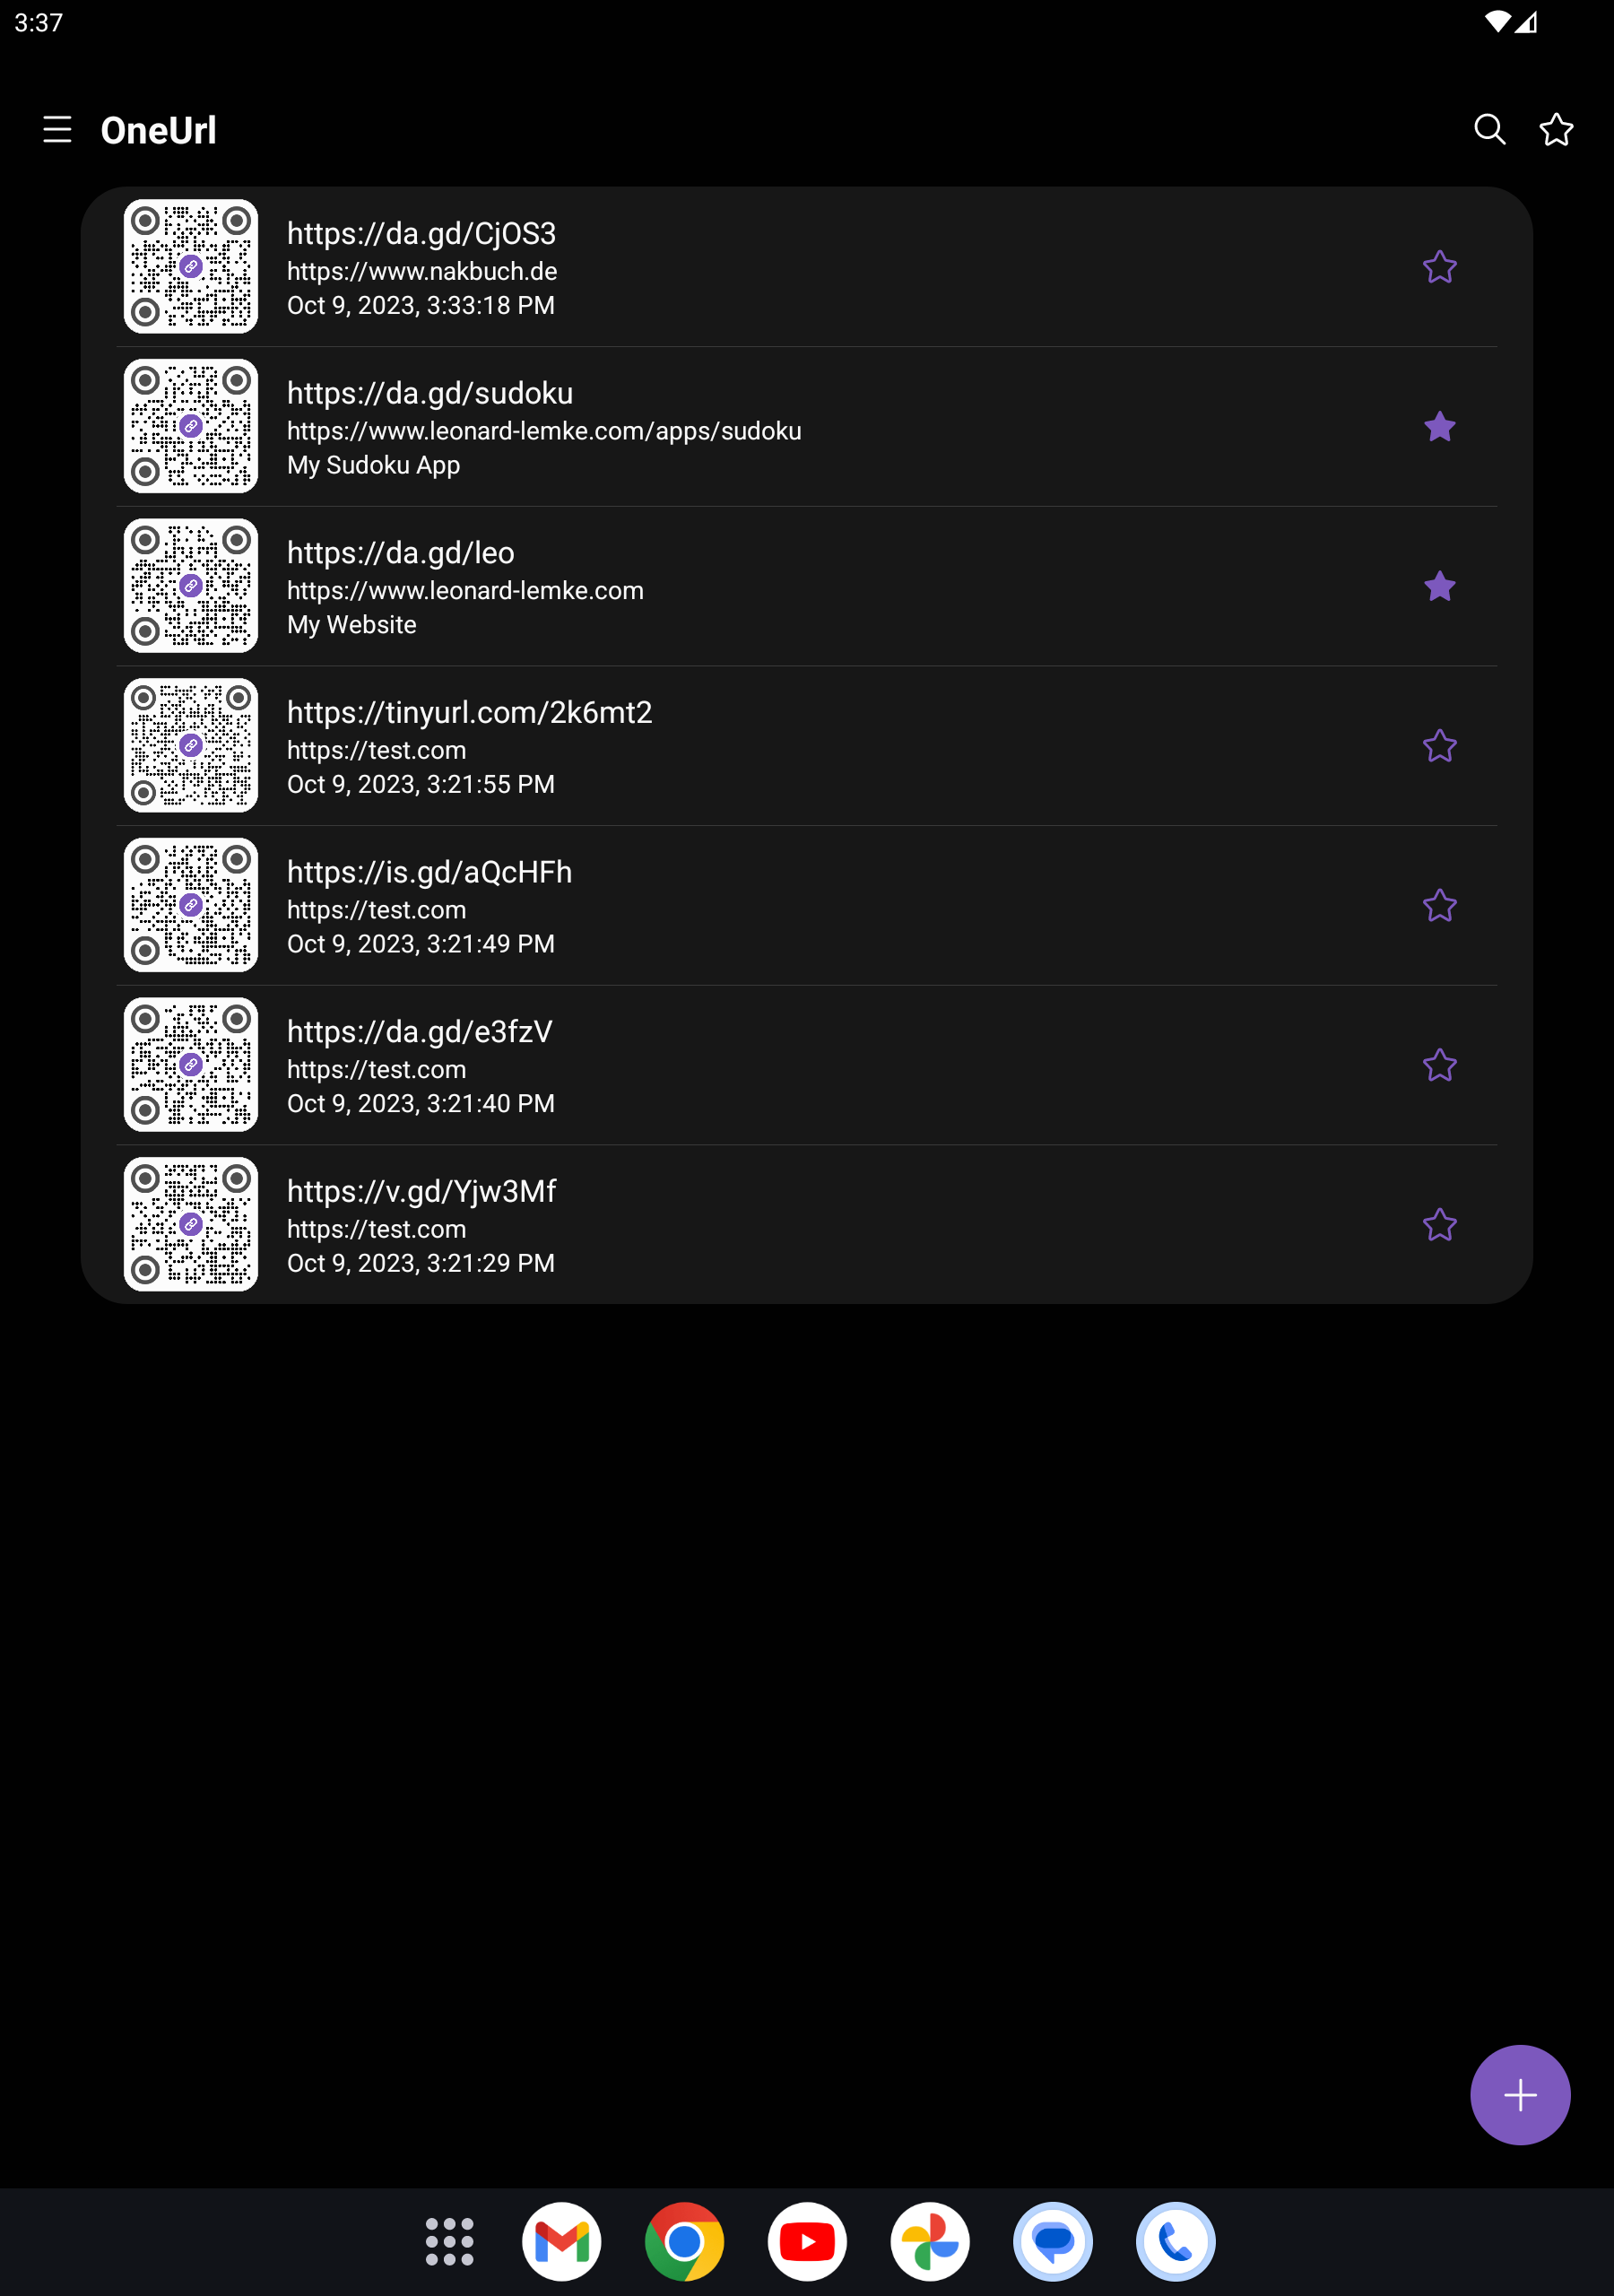 3:37
OneUrl
https://da.gd/CjOS3
https://www.nakbuch.de
Oct 9, 2023, 3:33:18 PM
https://da.gd/sudoku
https://www.leonard-lemke.com/apps/sudoku
My Sudoku App
https://da.gd/leo
https://www.leonard-lemke.com
My Website
https://tinyurl.com/2k6mt2
https://test.com
Oct 9, 2023, 3:21:55 PM
https://is.gd/aQcHFh
https://test.com
Oct 9, 2023, 3:21:49 PM
https://da.gd/e3fzV
https://test.com
Oct 9, 2023, 3:21:40 PM
https://v.gd/Yjw3Mf
https://test.com
Oct 9, 2023, 3:21:29 PM